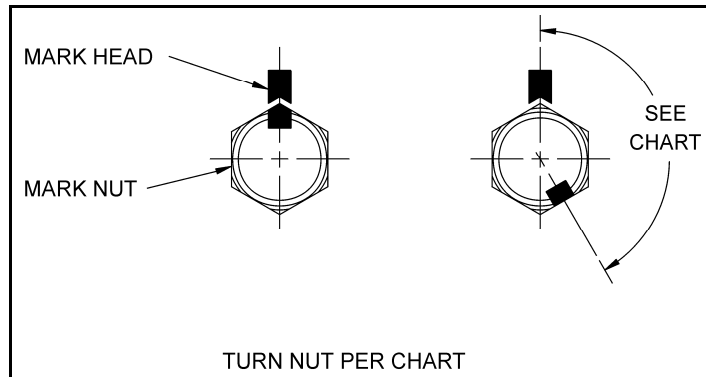 MARK HEAD
MARK NUT
SEE
CHART
TURN NUT PER CHART